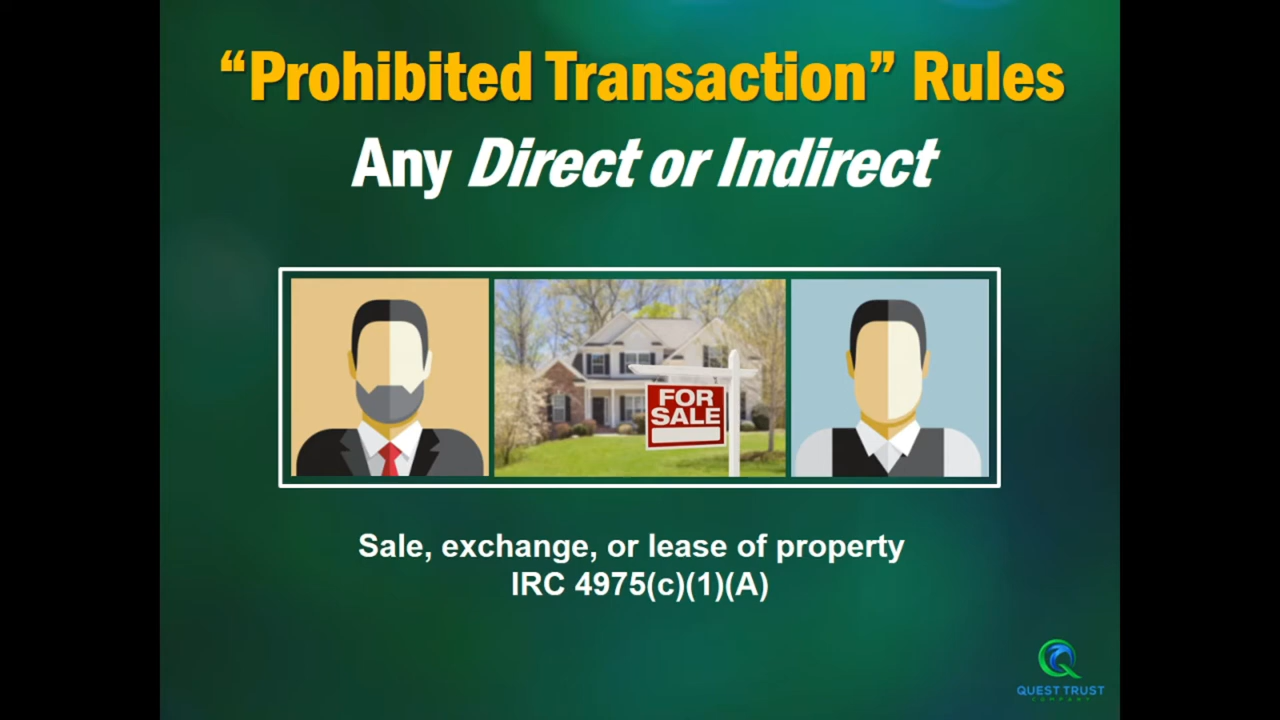 “Prohibited Transaction” Rules
Any Direct or Indirect
FOR
SALE
Sale, exchange, or lease of property
IRC 4975(c)(1)(A)
QUEST TRUST
COMPANY